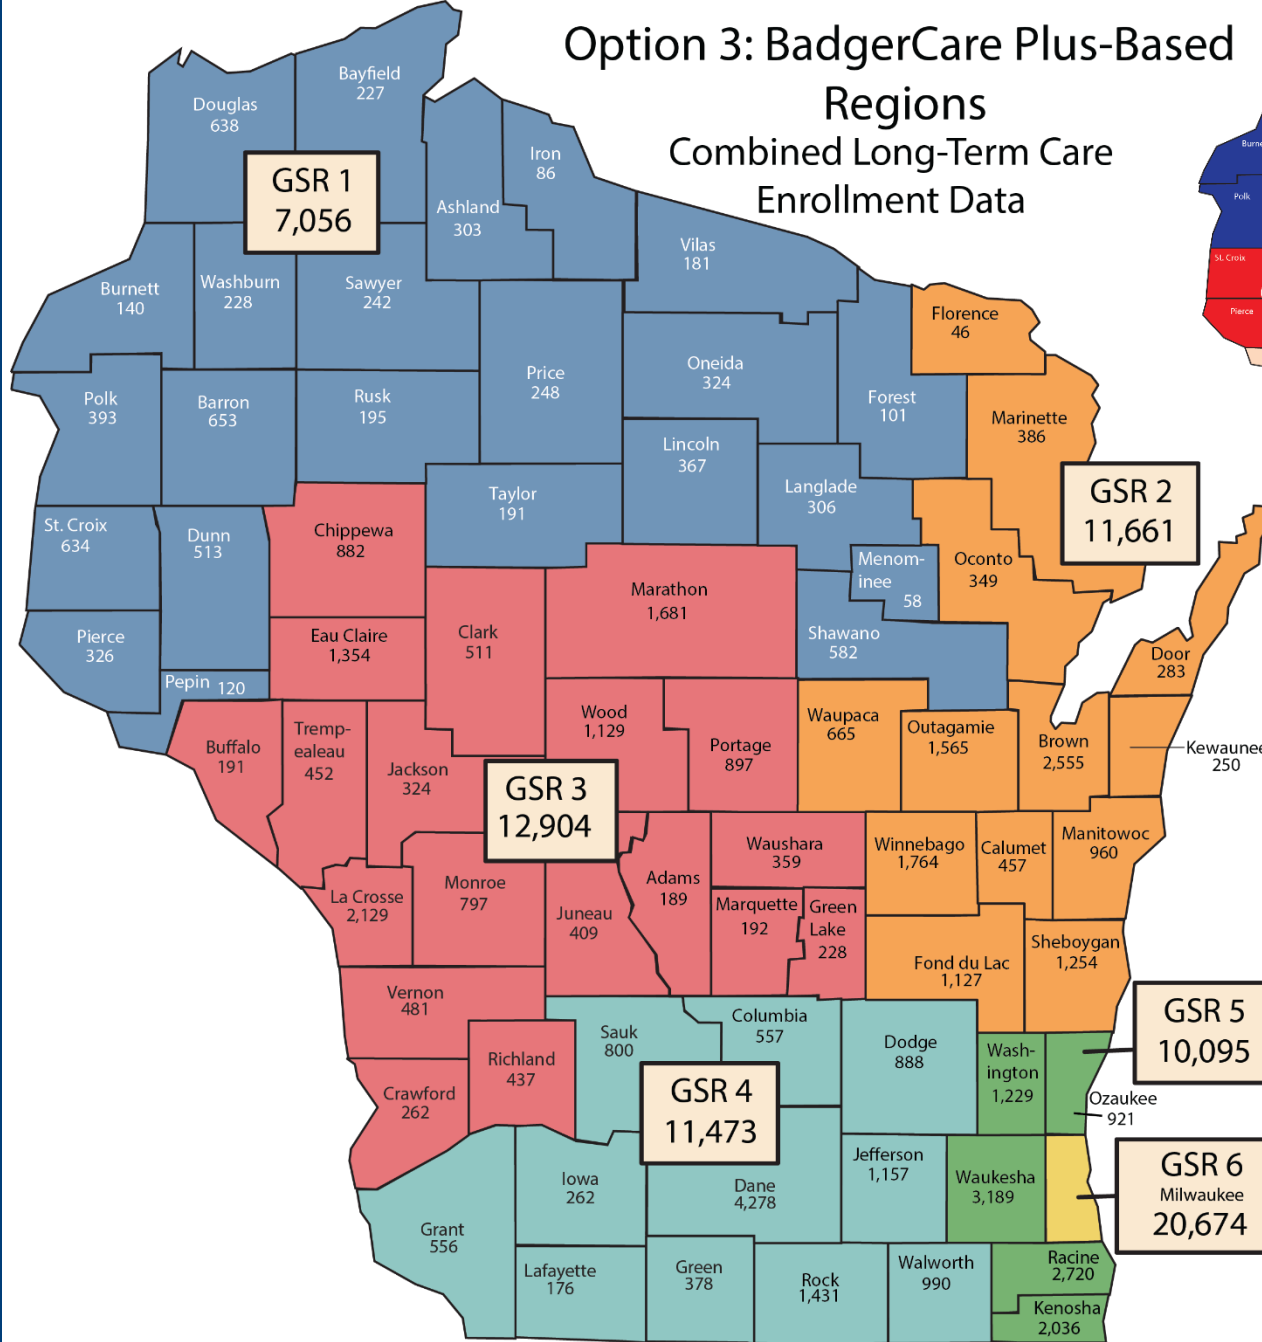 Option 3: BadgerCare Plus-Based
Regions
Combined Long-Term Care
Enrollment Data
Douglas
638
Bayfield
227
GSR 1
7,056
Ashland
303
Iron
86
Vilas
181
Burnett
140
Washburn
228
Sawyer
242
Price
248
Oneida
324
Forest
101
Florence
46
Marinette
386
Polk
393
Barron
653
Rusk
195
Taylor
191
Lincoln
367
Langlade
306
GSR 2
11,661
St. Croix
634
Dunn
513
Chippewa
882
Menom-
inee
58
Oconto
349
Pierce
326
Pepin 120
Eau Claire
1,354
Clark
511
Marathon
1,681
Shawano
582
Door
283
Buffalo
191
Tremp-
ealeau
452
Jackson
324
Wood
1,129
Portage
897
Waupaca
665
Outagamie
1,565
Brown
2,555
Kewaunee
250
GSR 3
12,904
La Crosse
2,129
Monroe
797
Juneau
409
Adams
189
Waushara
359
Marquette
192
Green
Lake
228
Winnebago
1,764
Calumet
457
Manitowoc
960
Fond du Lac
1,127
Sheboygan
1,254
Vernon
481
Richland
437
Crawford
262
Sauk
800
Columbia
557
Dodge
888
Wash-
ington
1,229
GSR 5
10,095
Ozaukee
921
GSR 4
11,473
Grant
556
Iowa
262
Dane
4,278
Jefferson
1,157
Waukesha
3,189
GSR 6
Milwaukee
20,674
Lafayette
176
Green
378
Rock
1,431
Walworth
990
Racine
2,720
Kenosha
2,036
Burne
Polk
St. Croix
Pierce